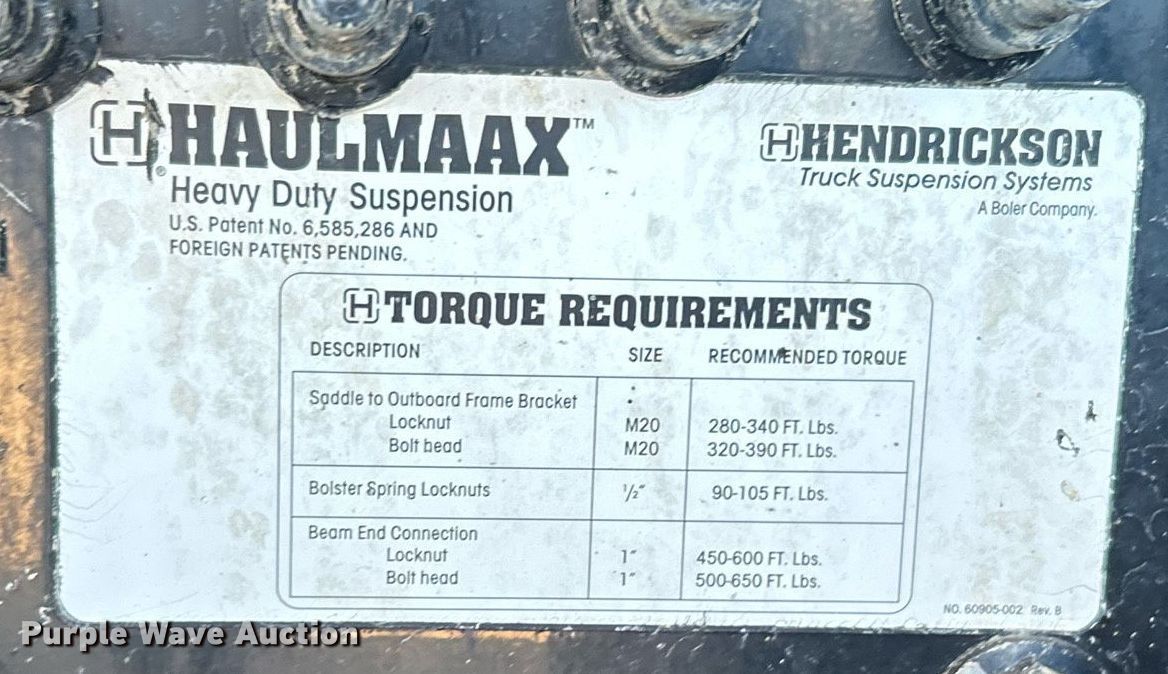 H HAULMAAX™
®
Heavy Duty Suspension
U.S. Patent No. 6,585,286 AND
FOREIGN PATENTS PENDING.
H HENDRICKSON
Truck Suspension Systems
A Boler Company.
H TORQUE REQUIREMENTS
DESCRIPTION SIZE RECOMMENDED TORQUE
Saddle to Outboard Frame Bracket
Locknut M20 280-340 FT. Lbs.
Bolt head M20 320-390 FT. Lbs.
Bolster Spring Locknuts 1/2" 90-105 FT. Lbs.
Beam End Connection
Locknut 1" 450-600 FT. Lbs.
Bolt head 1" 500-650 FT. Lbs.
NO. 60905-002 Rev. B
Purple Wave Auction